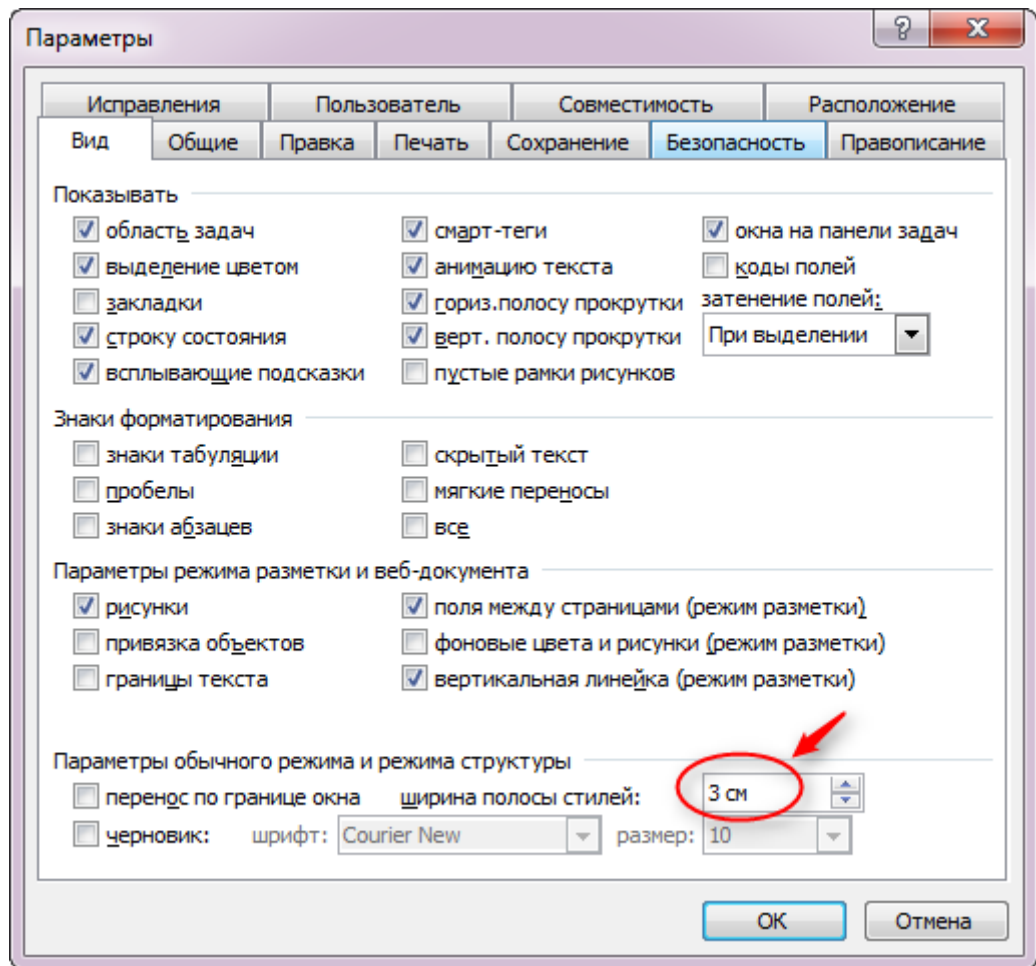 Параметры
Исправления Пользователь Совместимость Расположение
Вид Общие Правка Печать Сохранение Безопасность Правописание
Показывать
область задач смарт-теги окна на панели задач
выделение цветом анимацию текста коды полей
закладки гориз.полосу прокрутки затенение полей:
строку состояния верт. полосу прокрутки При выделении
всплывающие подсказки пустые рамки рисунков
Знаки форматирования
знаки табуляции скрытый текст
пробелы мягкие переносы
знаки абзацев все
Параметры режима разметки и веб-документа
рисунки поля между страницами (режим разметки)
привязка объектов фоновые цвета и рисунки (режим разметки)
границы текста вертикальная линейка (режим разметки)
Параметры обычного режима и режима структуры
перенос по границе окна ширина полосы стилей: 3 см
черновик: шрифт: Courier New размер: 10
ОК Отмена